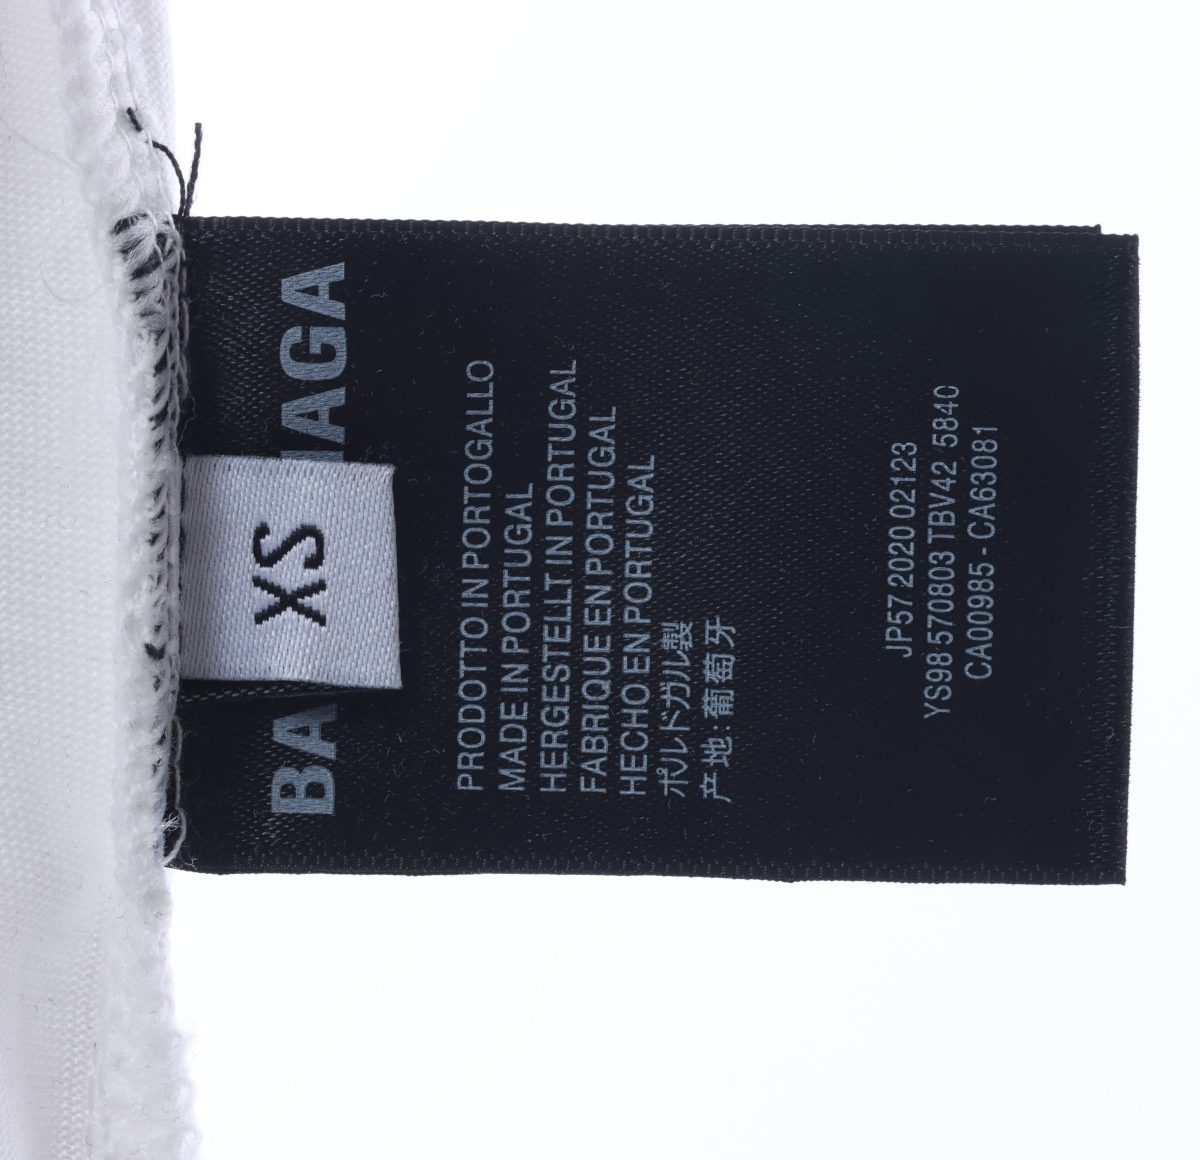 BA IAGA
XS
PRODOTTO IN PORTOGALLO
MADE IN PORTUGAL
HERGESTELLT IN PORTUGAL
FABRIQUE EN PORTUGAL
HECHO EN PORTUGAL
ポルトガル製
产地:葡萄牙
JP57 2020 02123
YS98 570803 TBV42 5840
CA00985 - CA63081